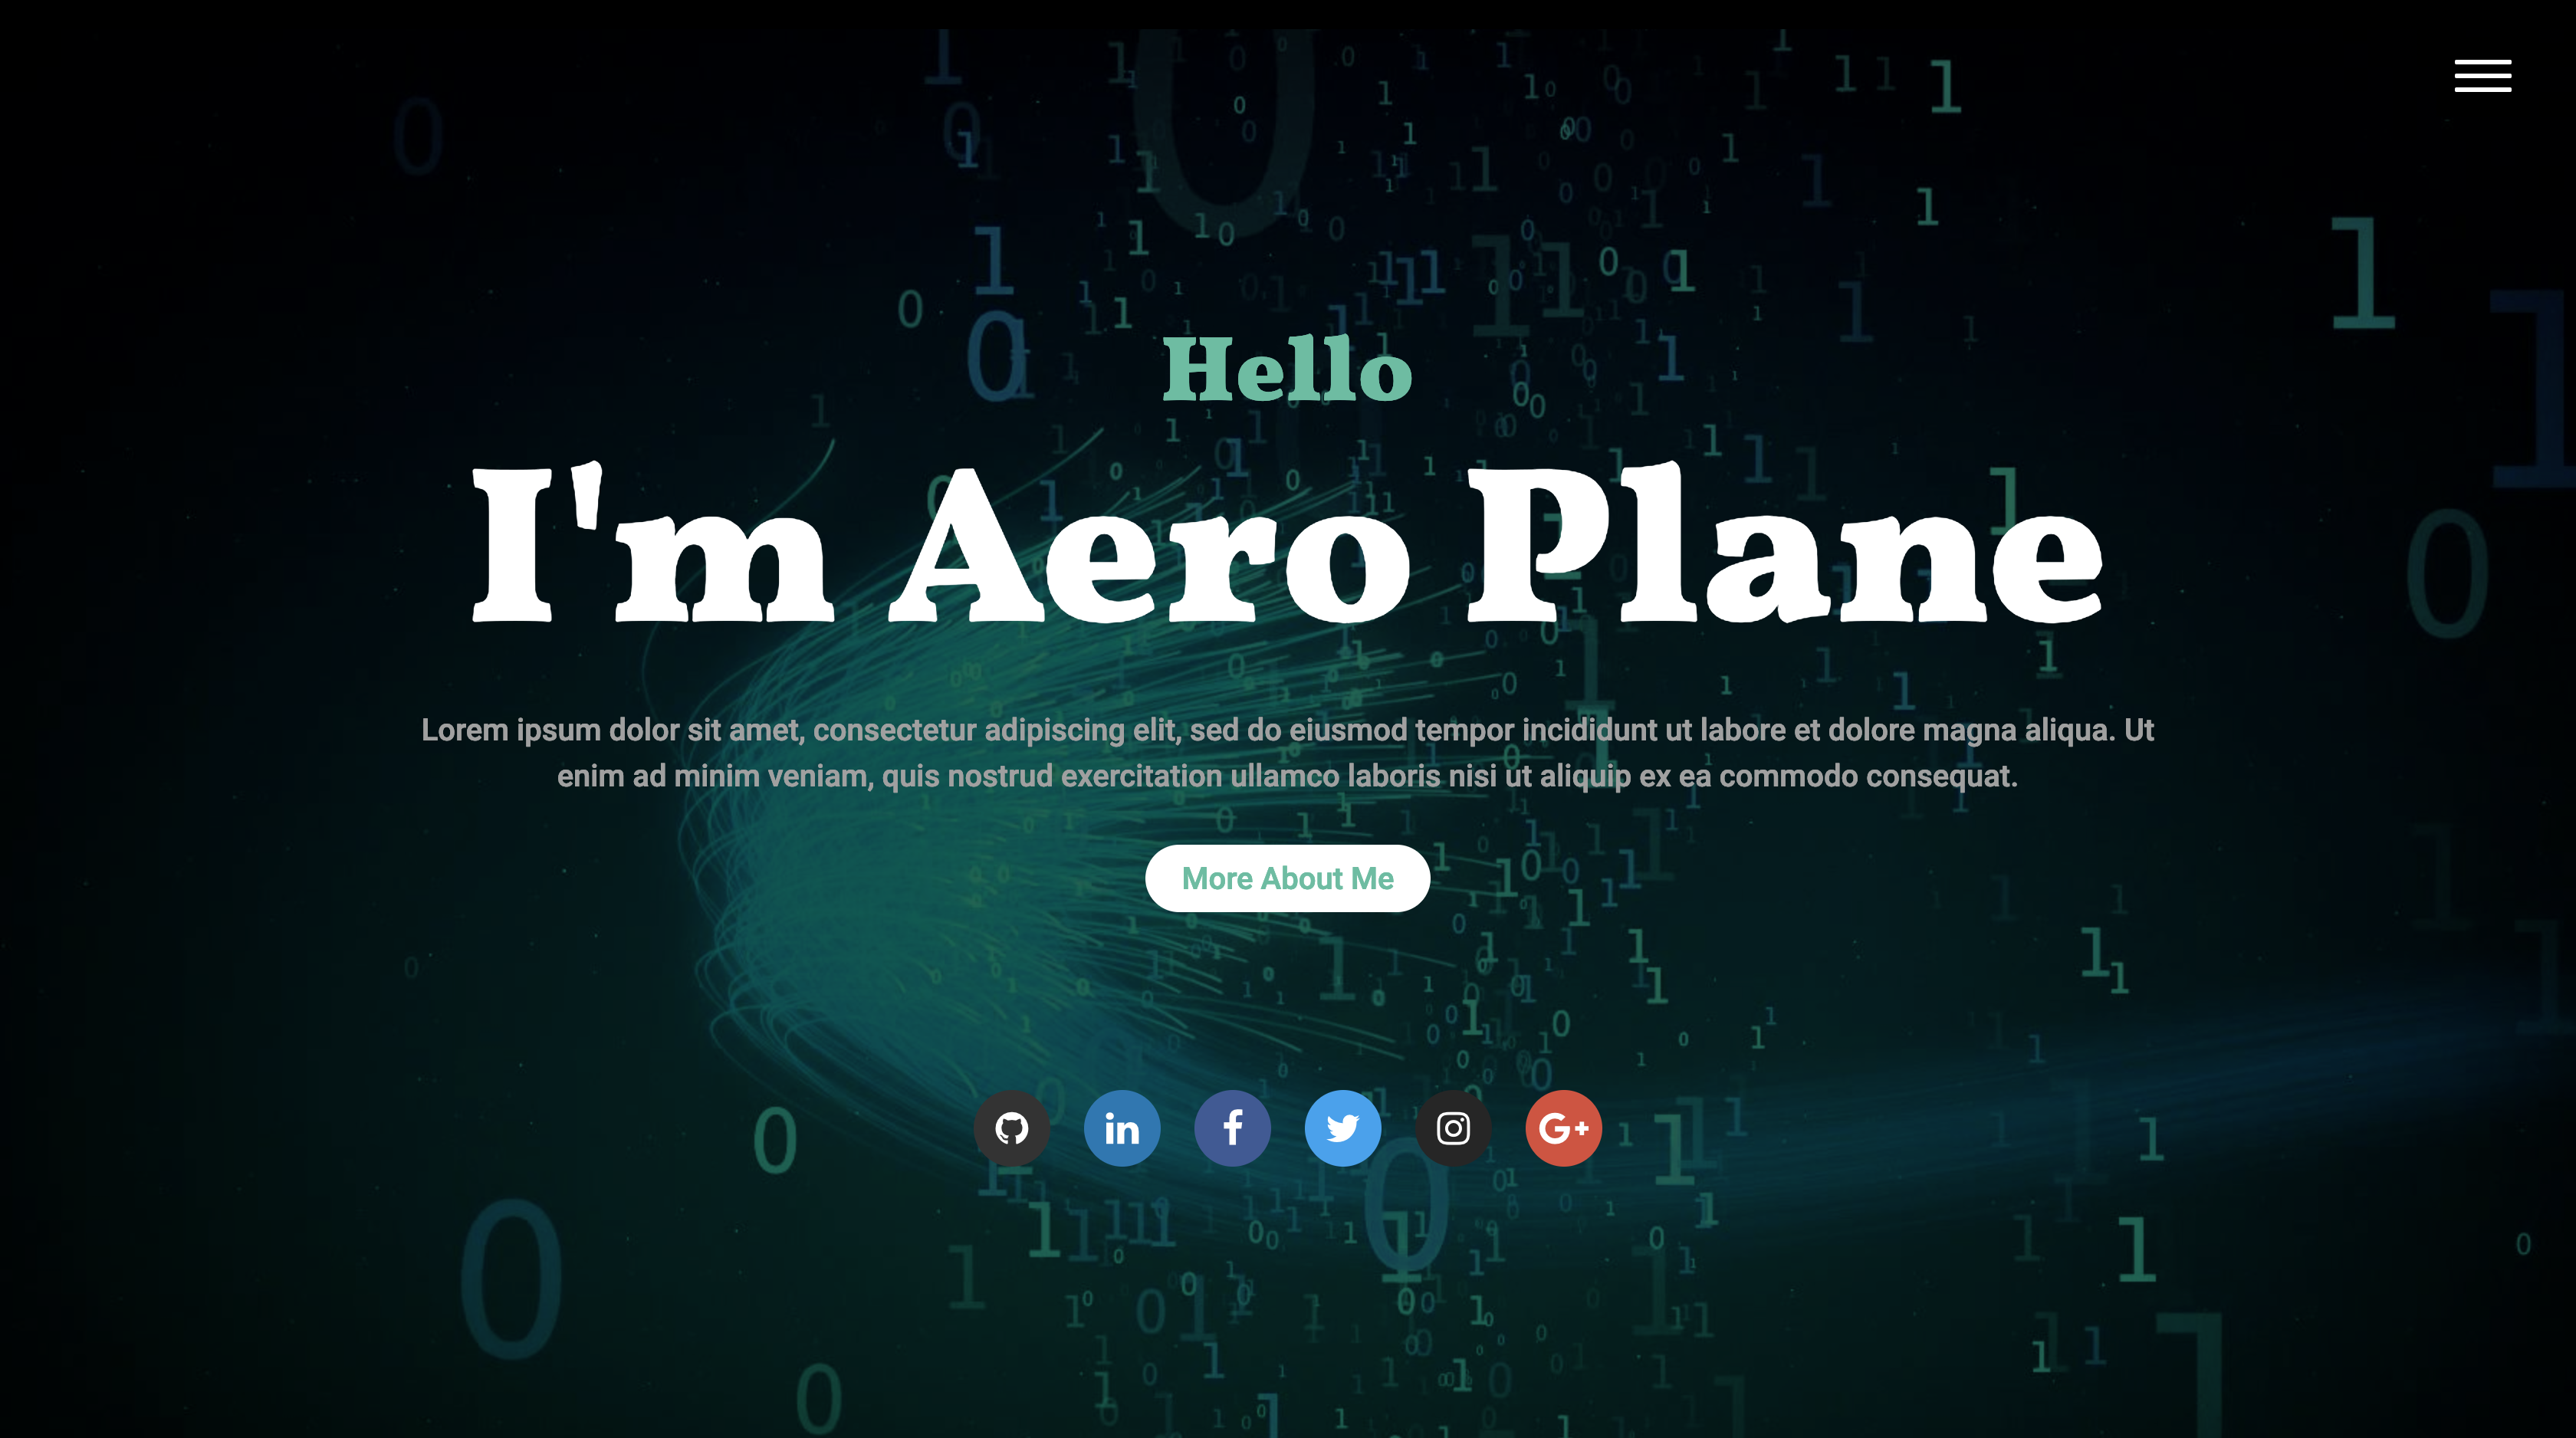 Hello
I'm Aero Plane
Lorem ipsum dolor sit amet, consectetur adipiscing elit, sed do eiusmod tempor incididunt ut labore et dolore magna aliqua. Ut
enim ad minim veniam, quis nostrud exercitation ullamco laboris nisi ut aliquip ex ea commodo consequat.
More About Me
in f G+